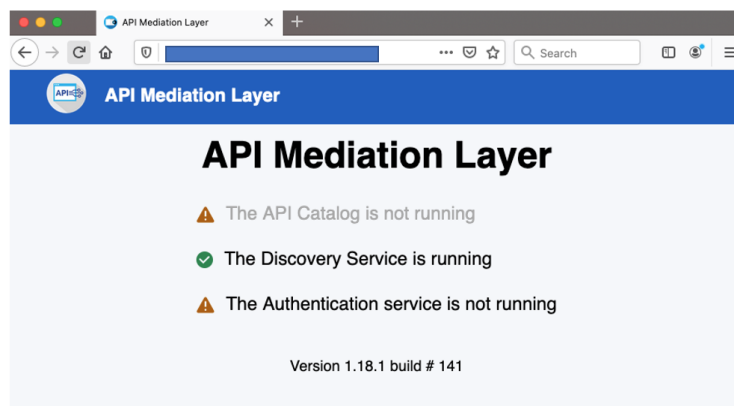 API Mediation Layer
Search
API
API Mediation Layer
API Mediation Layer
The API Catalog is not running
The Discovery Service is running
The Authentication service is not running
Version 1.18.1 build # 141